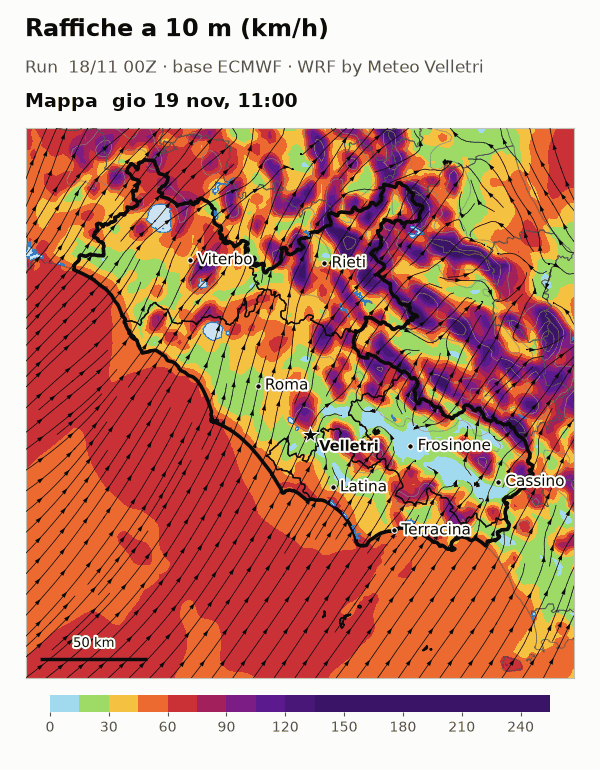 Raffiche a 10 m (km/h)
Run  18/11 00Z · base ECMWF · WRF by Meteo Velletri
Mappa  gio 19 nov, 11:00
Viterbo
Rieti
Roma
Velletri
Frosinone
Cassino
Latina
Terracina
50 km
0 30 60 90 120 150 180 210 240